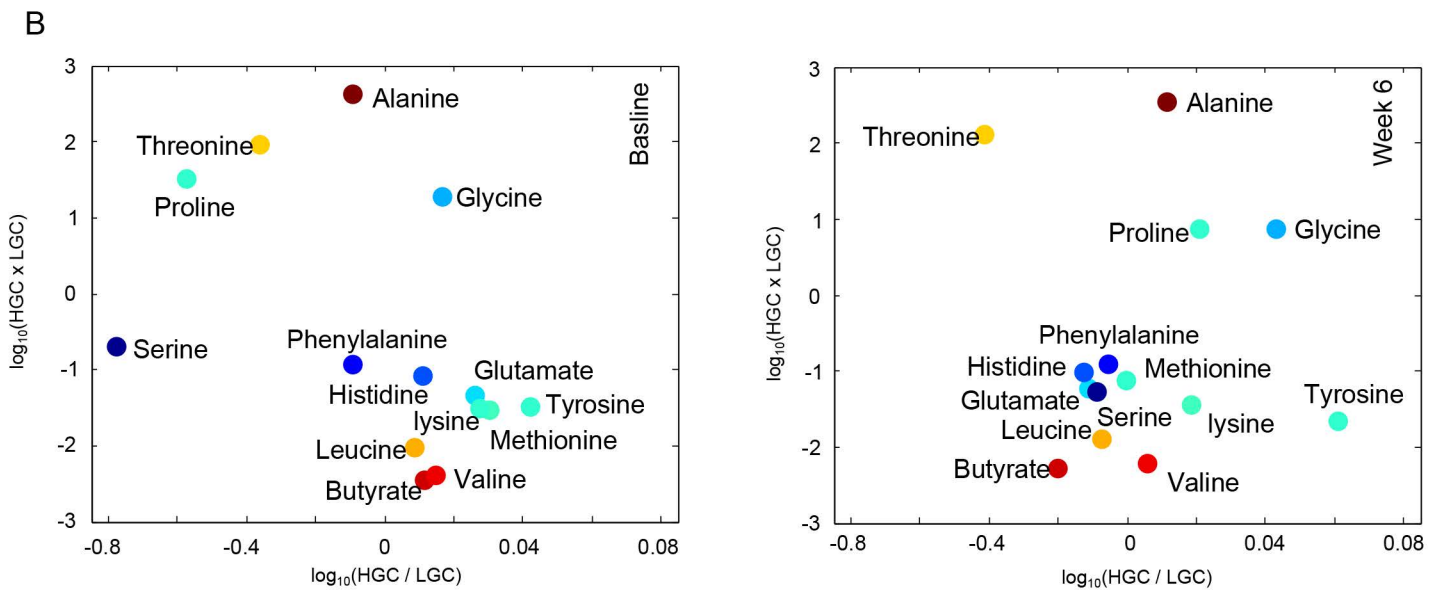 B
3
2
1
0
-1
-2
-3
log10(HGC x LGC)
Basline
Alanine
Threonine
Proline
Glycine
Serine
Phenylalanine
Histidine
Glutamate
lysine
Tyrosine
Methionine
Leucine
Butyrate
Valine
-0.8
-0.4
0
0.04
0.08
log10(HGC / LGC)
3
2
1
0
-1
-2
-3
log10(HGC x LGC)
Week 6
Alanine
Threonine
Proline
Glycine
Phenylalanine
Histidine
Methionine
Glutamate
Serine
Tyrosine
lysine
Leucine
Butyrate
Valine
-0.8
-0.4
0
0.04
0.08
log10(HGC / LGC)